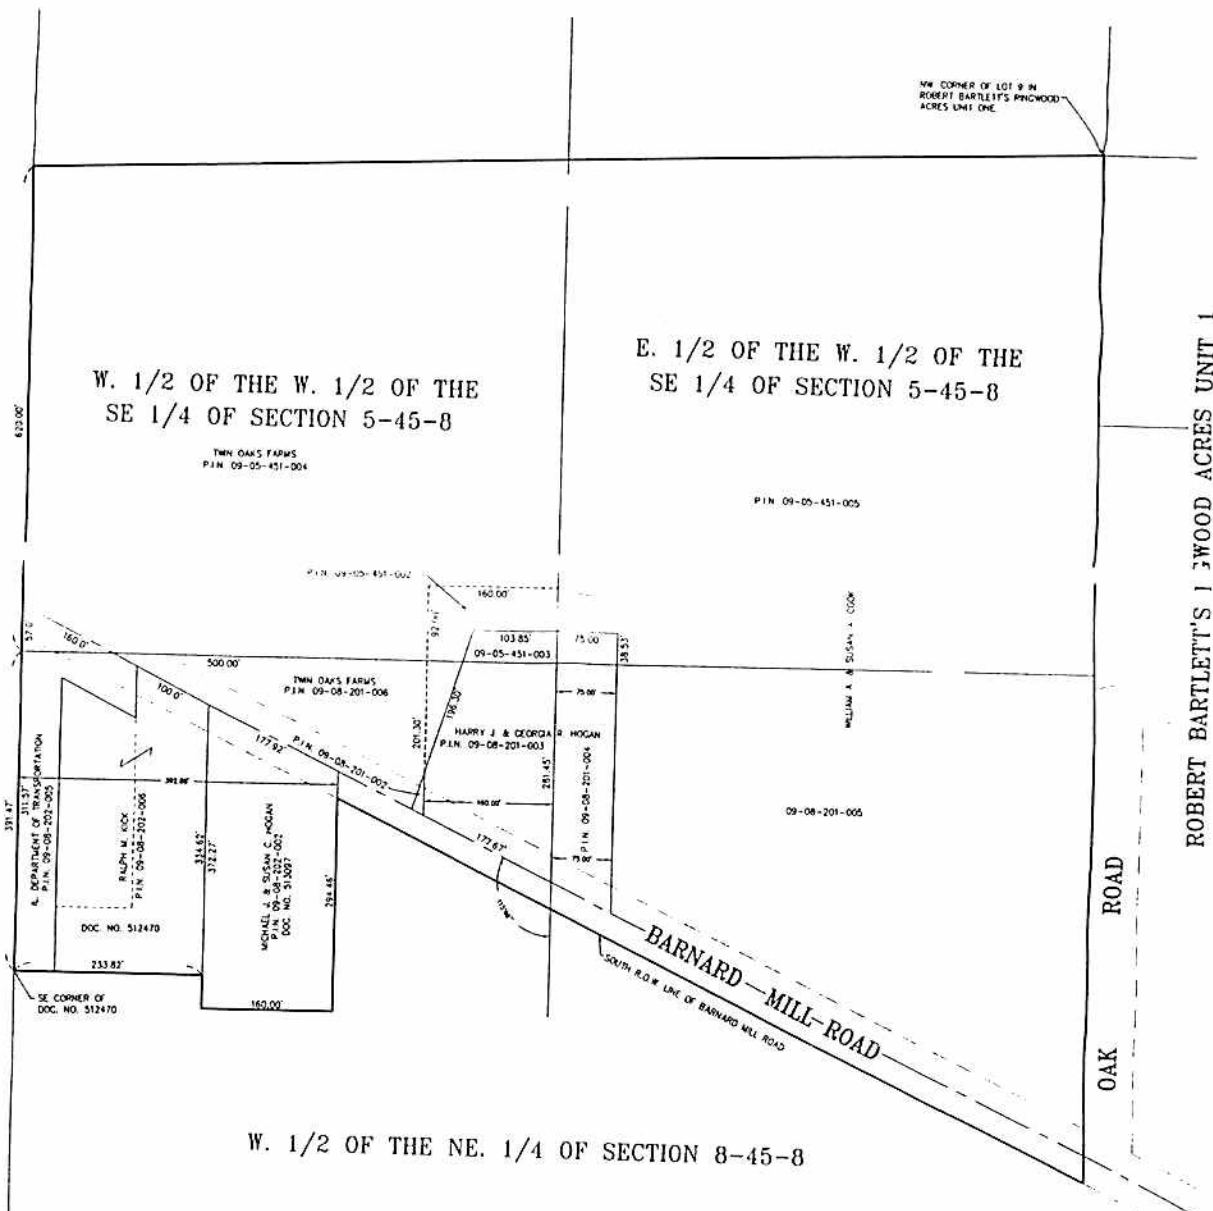 NW CORNER OF LOT 9 IN
ROBERT BARTLETT'S RINGWOOD
ACRES UNIT ONE
W. 1/2 OF THE W. 1/2 OF THE
SE 1/4 OF SECTION 5-45-8
TWIN OAKS FARMS
P.I.N. 09-05-451-004
E. 1/2 OF THE W. 1/2 OF THE
SE 1/4 OF SECTION 5-45-8
P.I.N. 09-05-451-005
620.00'
ROBERT BARTLETT'S
WOOD ACRES UNIT 1
P.I.N. 09-05-451-002
160.00'
103.85'
75.00
38.53'
09-05-451-003
160.0'
500.00'
100.0'
TWIN OAKS FARMS
P.I.N. 09-08-201-006
196.30'
201.30'
75.00'
HARRY J. & GEORGIA R. HOGAN
P.I.N. 09-08-201-003
281.45'
P.I.N. 09-08-201-004
WILLIAM A. & SUSAN A. COOK
177.92'
P.I.N. 09-08-201-002
160.00'
177.67'
75.00'
09-08-201-005
391.47'
311.57'
DEPARTMENT OF TRANSPORTATION
P.I.N. 09-08-202-005
RALPH M. KICK
P.I.N. 09-08-202-006
334.62'
372.27'
MICHAEL J. & SUSAN C. HOGAN
P.I.N. 09-08-202-002
DOC. NO. 513097
294.46'
DOC. NO. 512470
233.82'
160.00'
SE CORNER OF
DOC. NO. 512470
BARNARD MILL ROAD
SOUTH R.O.W. LINE OF BARNARD MILL ROAD
OAK ROAD
W. 1/2 OF THE NE. 1/4 OF SECTION 8-45-8